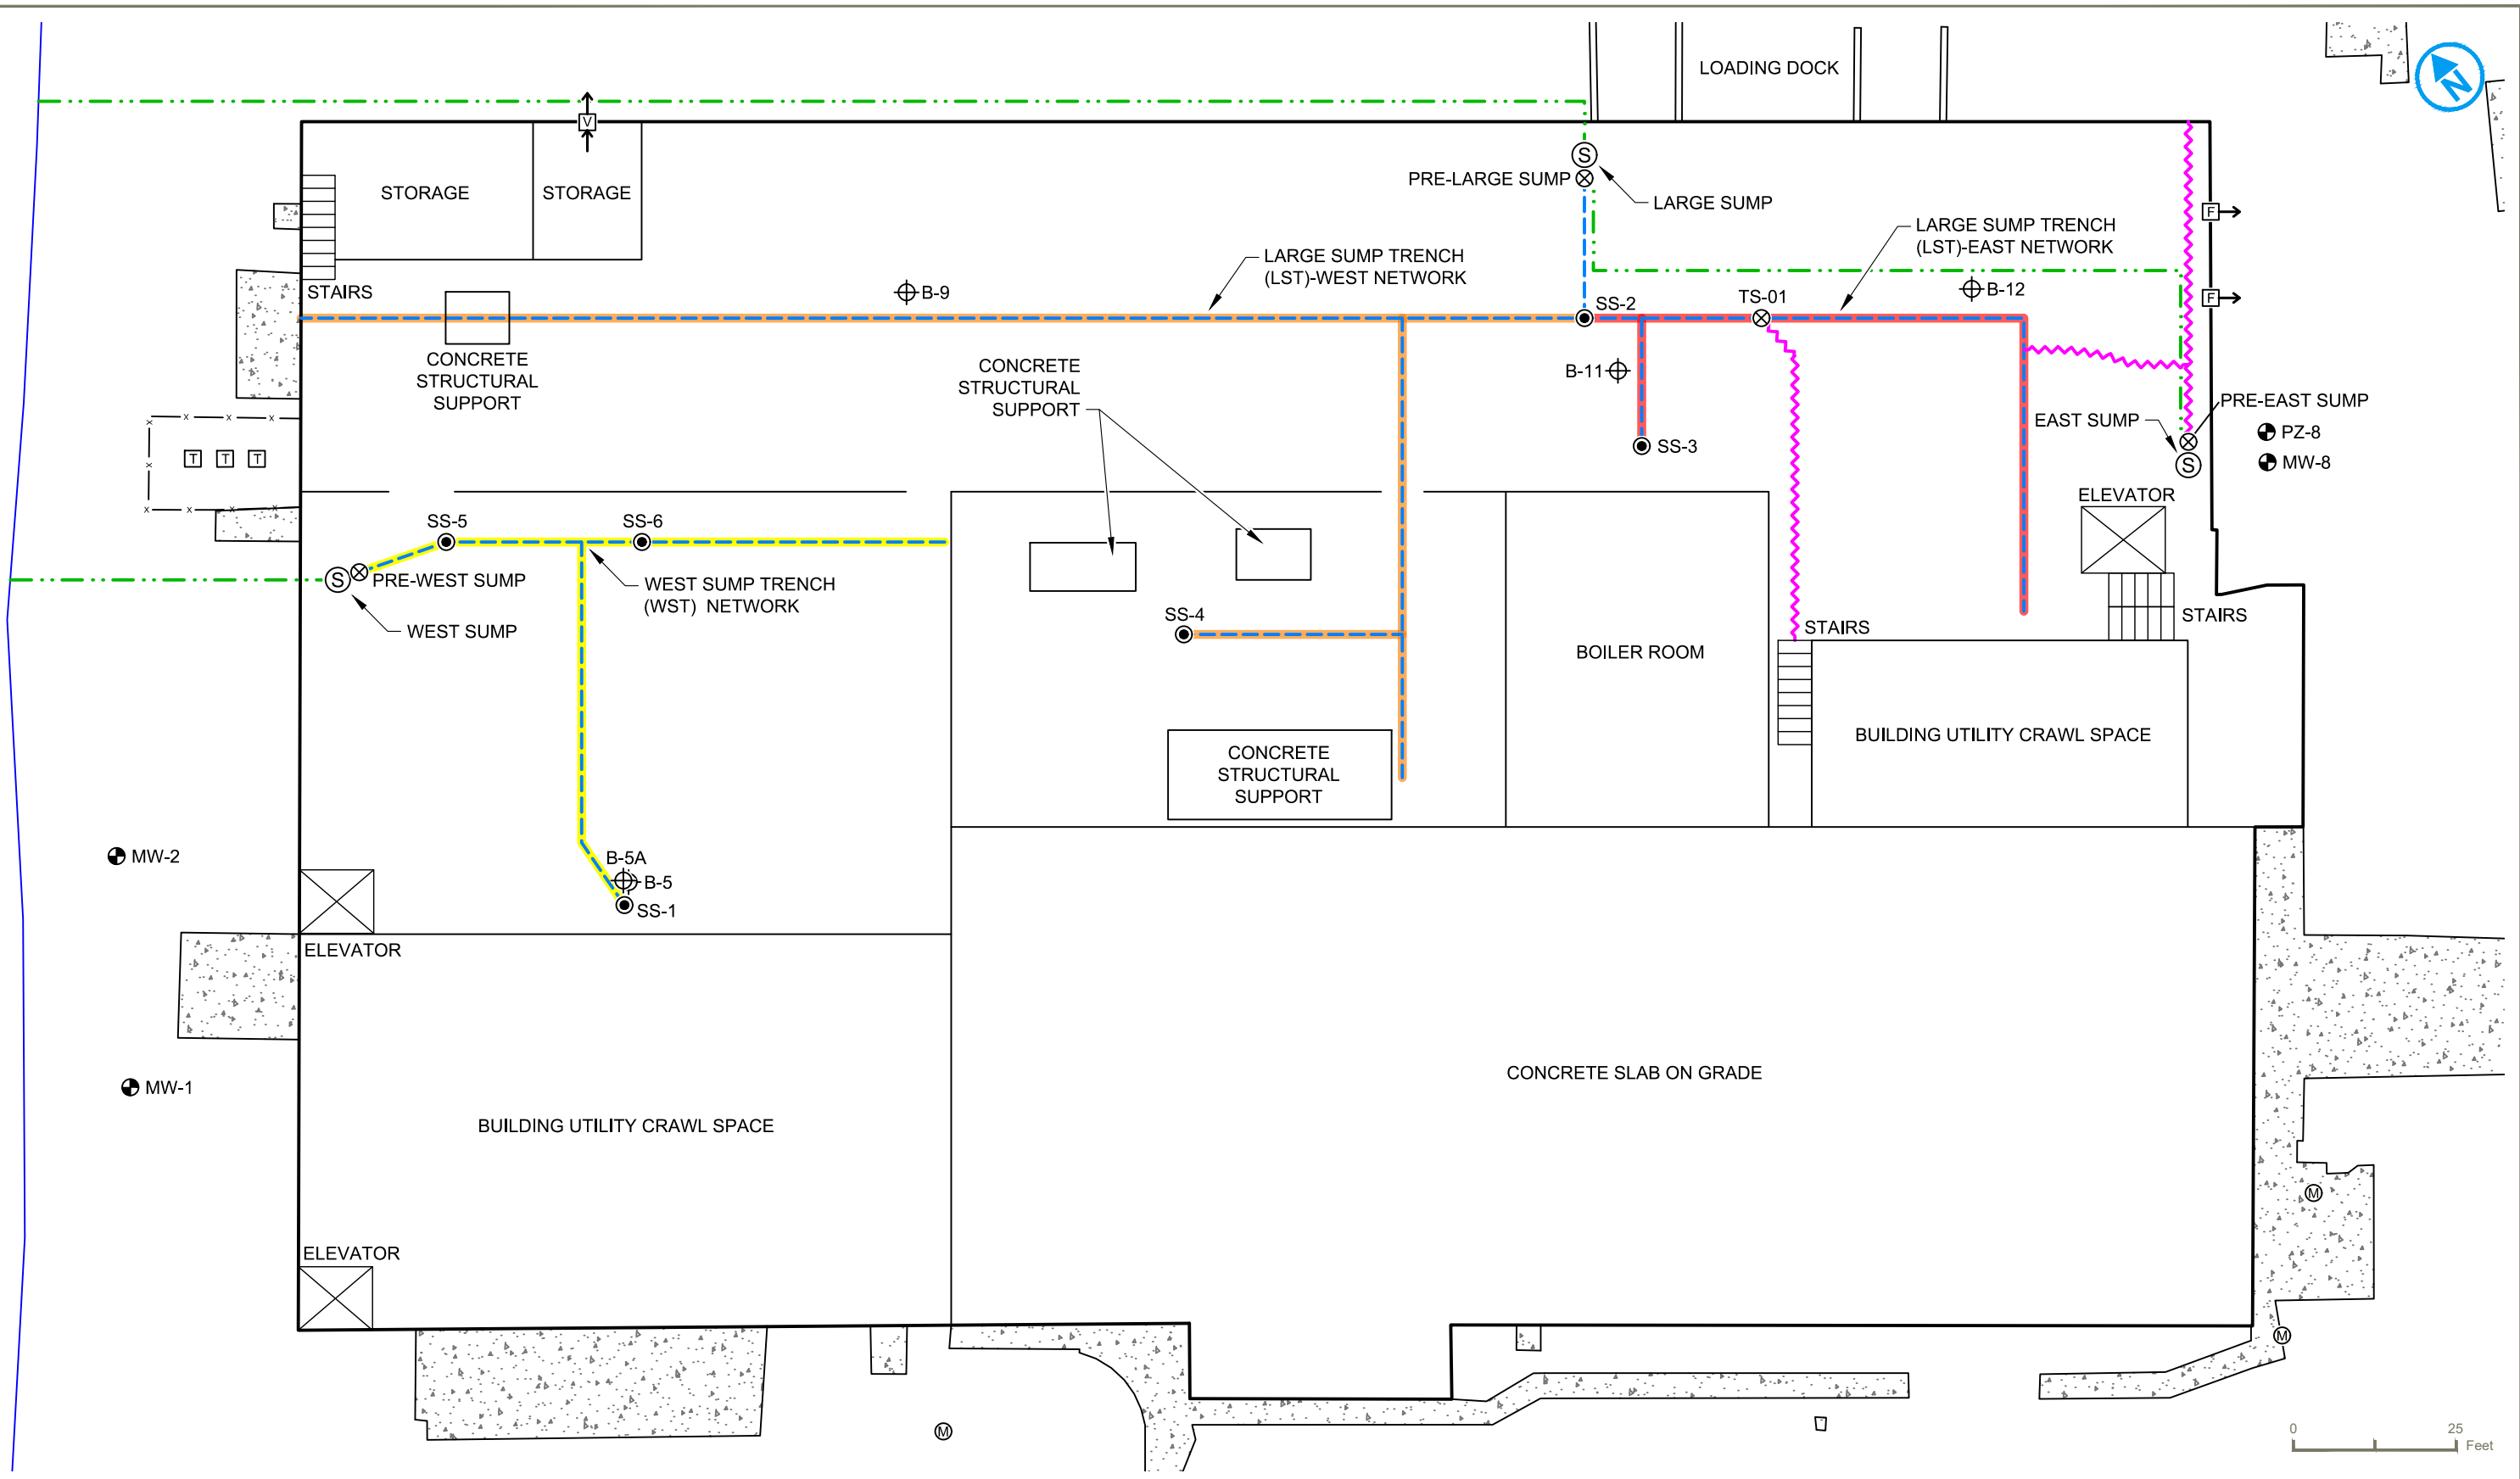 LOADING DOCK
N
V
STORAGE
STORAGE
S
PRE-LARGE SUMP
LARGE SUMP
F
LARGE SUMP TRENCH
(LST)-EAST NETWORK
LARGE SUMP TRENCH
(LST)-WEST NETWORK
STAIRS
B-9
B-12
F
SS-2
TS-01
CONCRETE
STRUCTURAL
SUPPORT
CONCRETE
STRUCTURAL
SUPPORT
B-11
PRE-EAST SUMP
EAST SUMP
PZ-8
SS-3
MW-8
S
T
T
T
x
x
x
x
x
x
x
x
x
ELEVATOR
SS-5
SS-6
S
PRE-WEST SUMP
WEST SUMP TRENCH
(WST) NETWORK
WEST SUMP
SS-4
STAIRS
STAIRS
BOILER ROOM
BUILDING UTILITY CRAWL SPACE
CONCRETE
STRUCTURAL
SUPPORT
MW-2
B-5A
B-5
SS-1
ELEVATOR
MW-1
CONCRETE SLAB ON GRADE
BUILDING UTILITY CRAWL SPACE
M
ELEVATOR
M
M
0
25
Feet